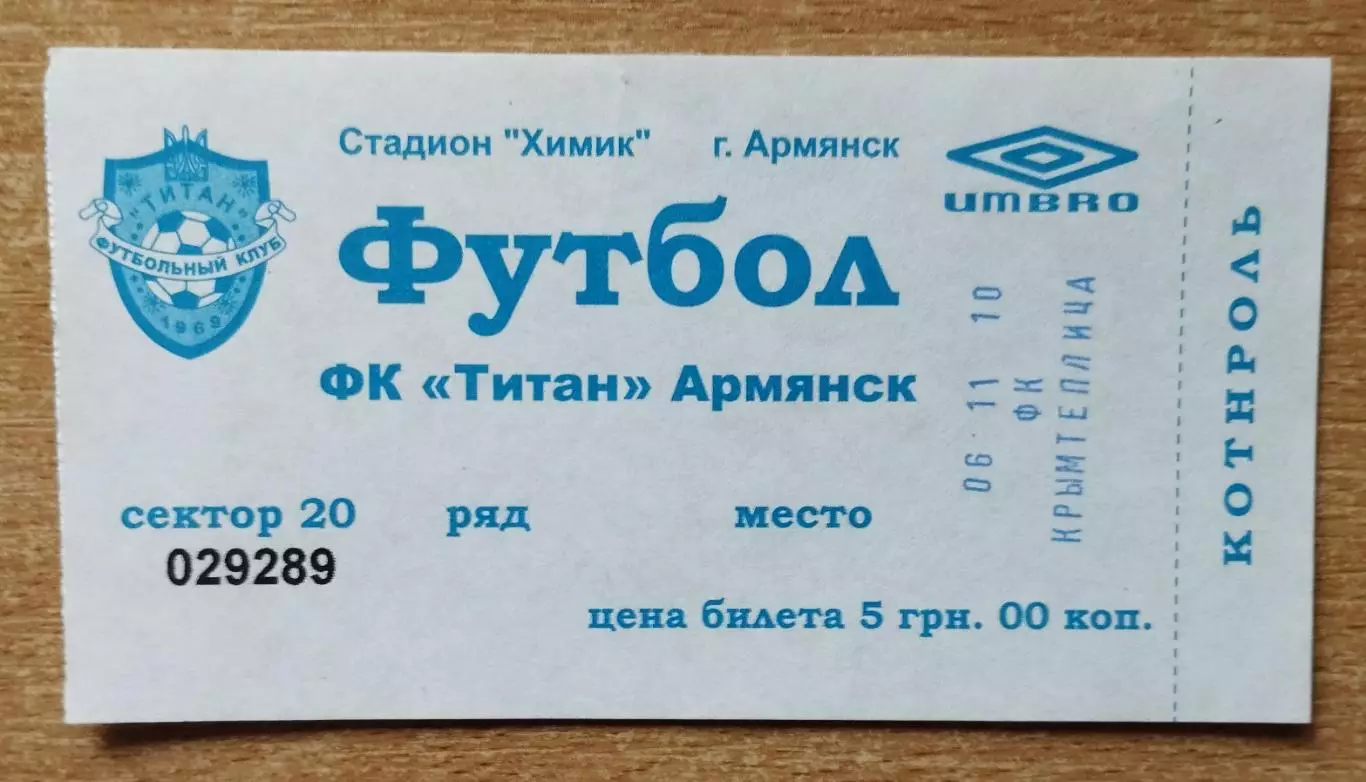 "ТИТАН"
ФУТБОЛЬНЫЙ КЛУБ
1969
Стадион "Химик" г. Армянск
Футбол
ФК «Титан» Армянск
umBRO
06 11 10
ФК
КРЫМТЕПЛИЦА
сектор 20 ряд место
029289
цена билета 5 грн. 00 коп.
КОТНРОЛЬ